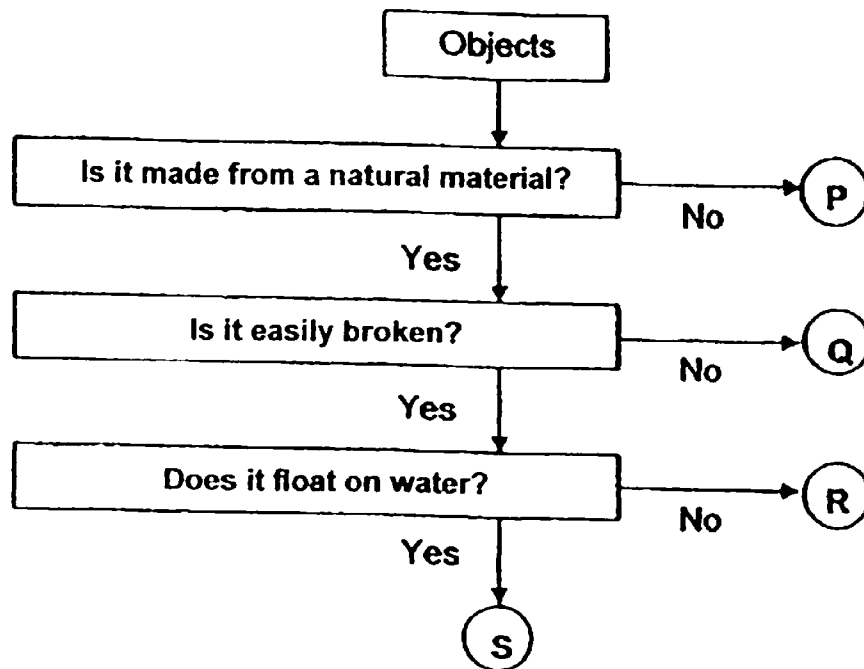 Objects
Is it made from a natural material?
No
P
Yes
Is it easily broken?
No
Q
Yes
Does it float on water?
No
R
Yes
S